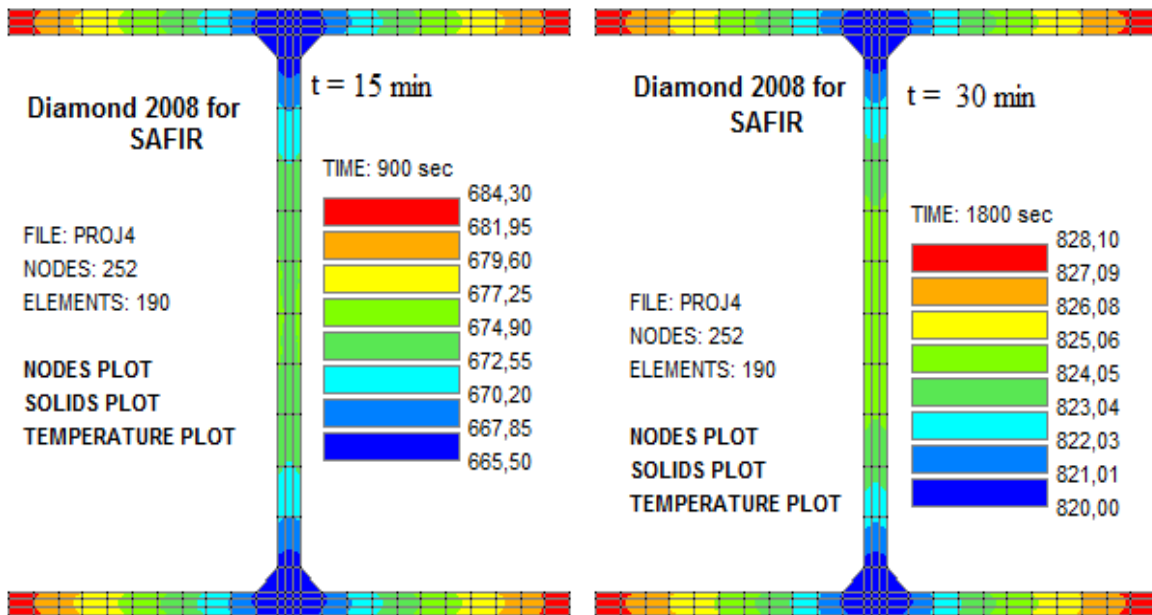 t = 15 min
Diamond 2008 for
SAFIR
TIME: 900 sec
684,30
681,95
679,60
677,25
674,90
672,55
670,20
667,85
665,50
FILE: PROJ4
NODES: 252
ELEMENTS: 190
NODES PLOT
SOLIDS PLOT
TEMPERATURE PLOT
t = 30 min
Diamond 2008 for
SAFIR
TIME: 1800 sec
828,10
827,09
826,08
825,06
824,05
823,04
822,03
821,01
820,00
FILE: PROJ4
NODES: 252
ELEMENTS: 190
NODES PLOT
SOLIDS PLOT
TEMPERATURE PLOT